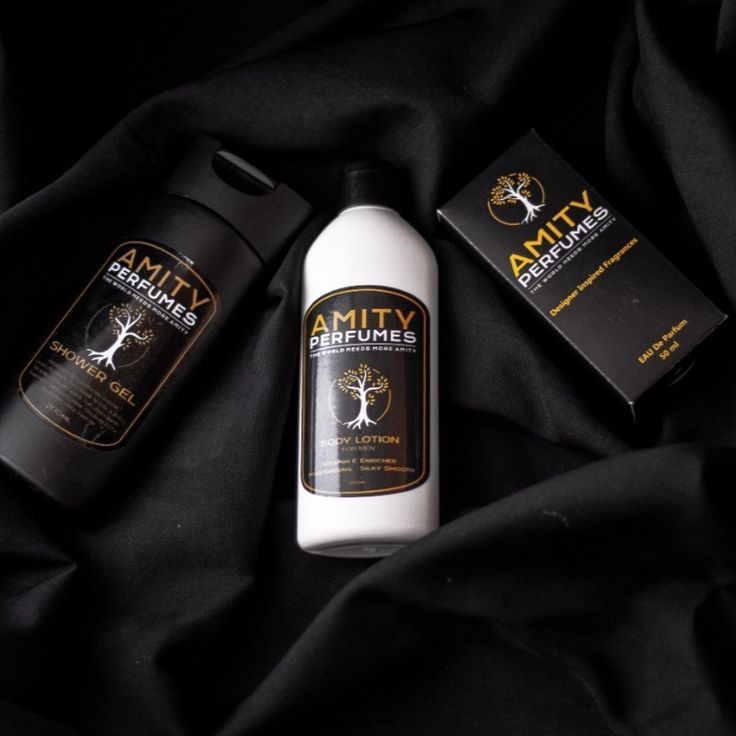 AMITY
PERFUMES
THE WORLD NEEDS MORE AMITY
SHOWER GEL
200ML
AMITY
PERFUMES
THE WORLD NEEDS MORE AMITY
BODY LOTION
FOR MEN
VITAMIN E ENRICHED
MOISTURISING SILKY SMOOTH
AMITY
PERFUMES
THE WORLD NEEDS MORE AMITY
Designer Inspired Fragrances
EAU De Parfum
50 ml